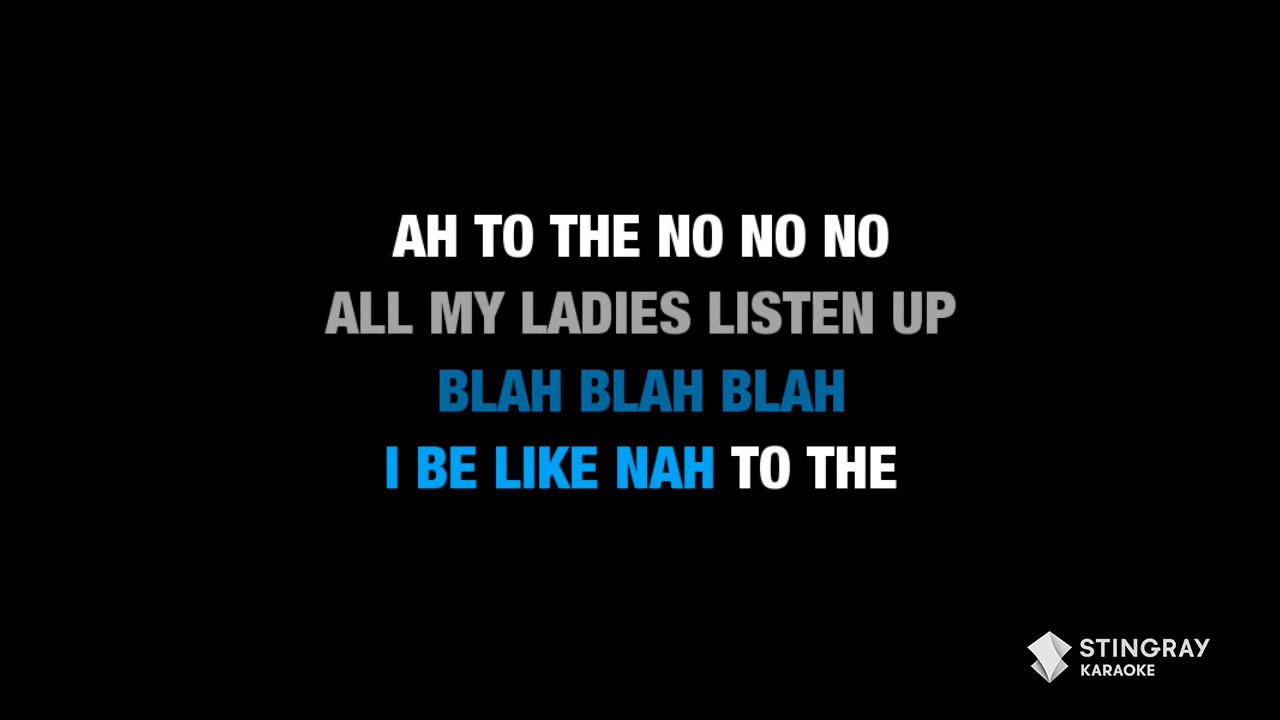 AH TO THE NO NO NO
ALL MY LADIES LISTEN UP
BLAH BLAH BLAH
I BE LIKE NAH TO THE
STINGRAY
KARAOKE